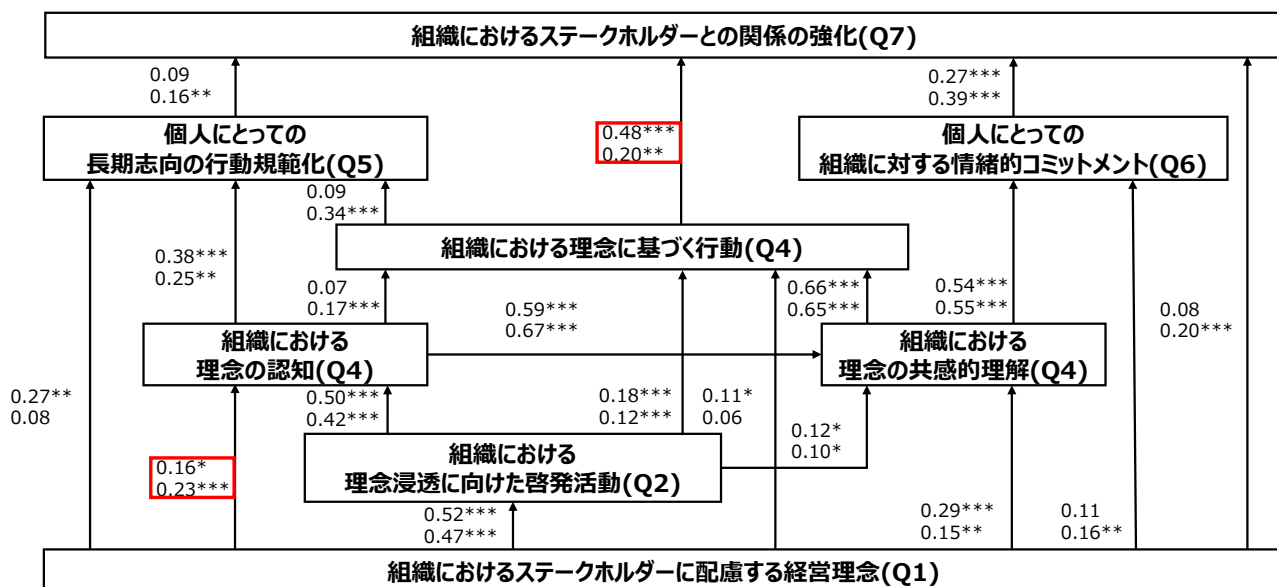 組織におけるステークホルダーとの関係の強化(Q7)
0.09
0.16**
0.27***
0.39***
個人にとっての
長期志向の行動規範化(Q5)
0.48***
0.20**
個人にとっての
組織に対する情緒的コミットメント(Q6)
0.09
0.34***
組織における理念に基づく行動(Q4)
0.38***
0.25**
0.07
0.17***
0.59***
0.67***
0.66***
0.65***
0.54***
0.55***
0.08
0.20***
組織における
理念の認知(Q4)
組織における
理念の共感的理解(Q4)
0.27**
0.08
0.50***
0.42***
0.18***
0.12***
0.11*
0.06
0.12*
0.10*
組織における
理念浸透に向けた啓発活動(Q2)
0.16*
0.23***
0.52***
0.47***
0.29***
0.15**
0.11
0.16**
組織におけるステークホルダーに配慮する経営理念(Q1)